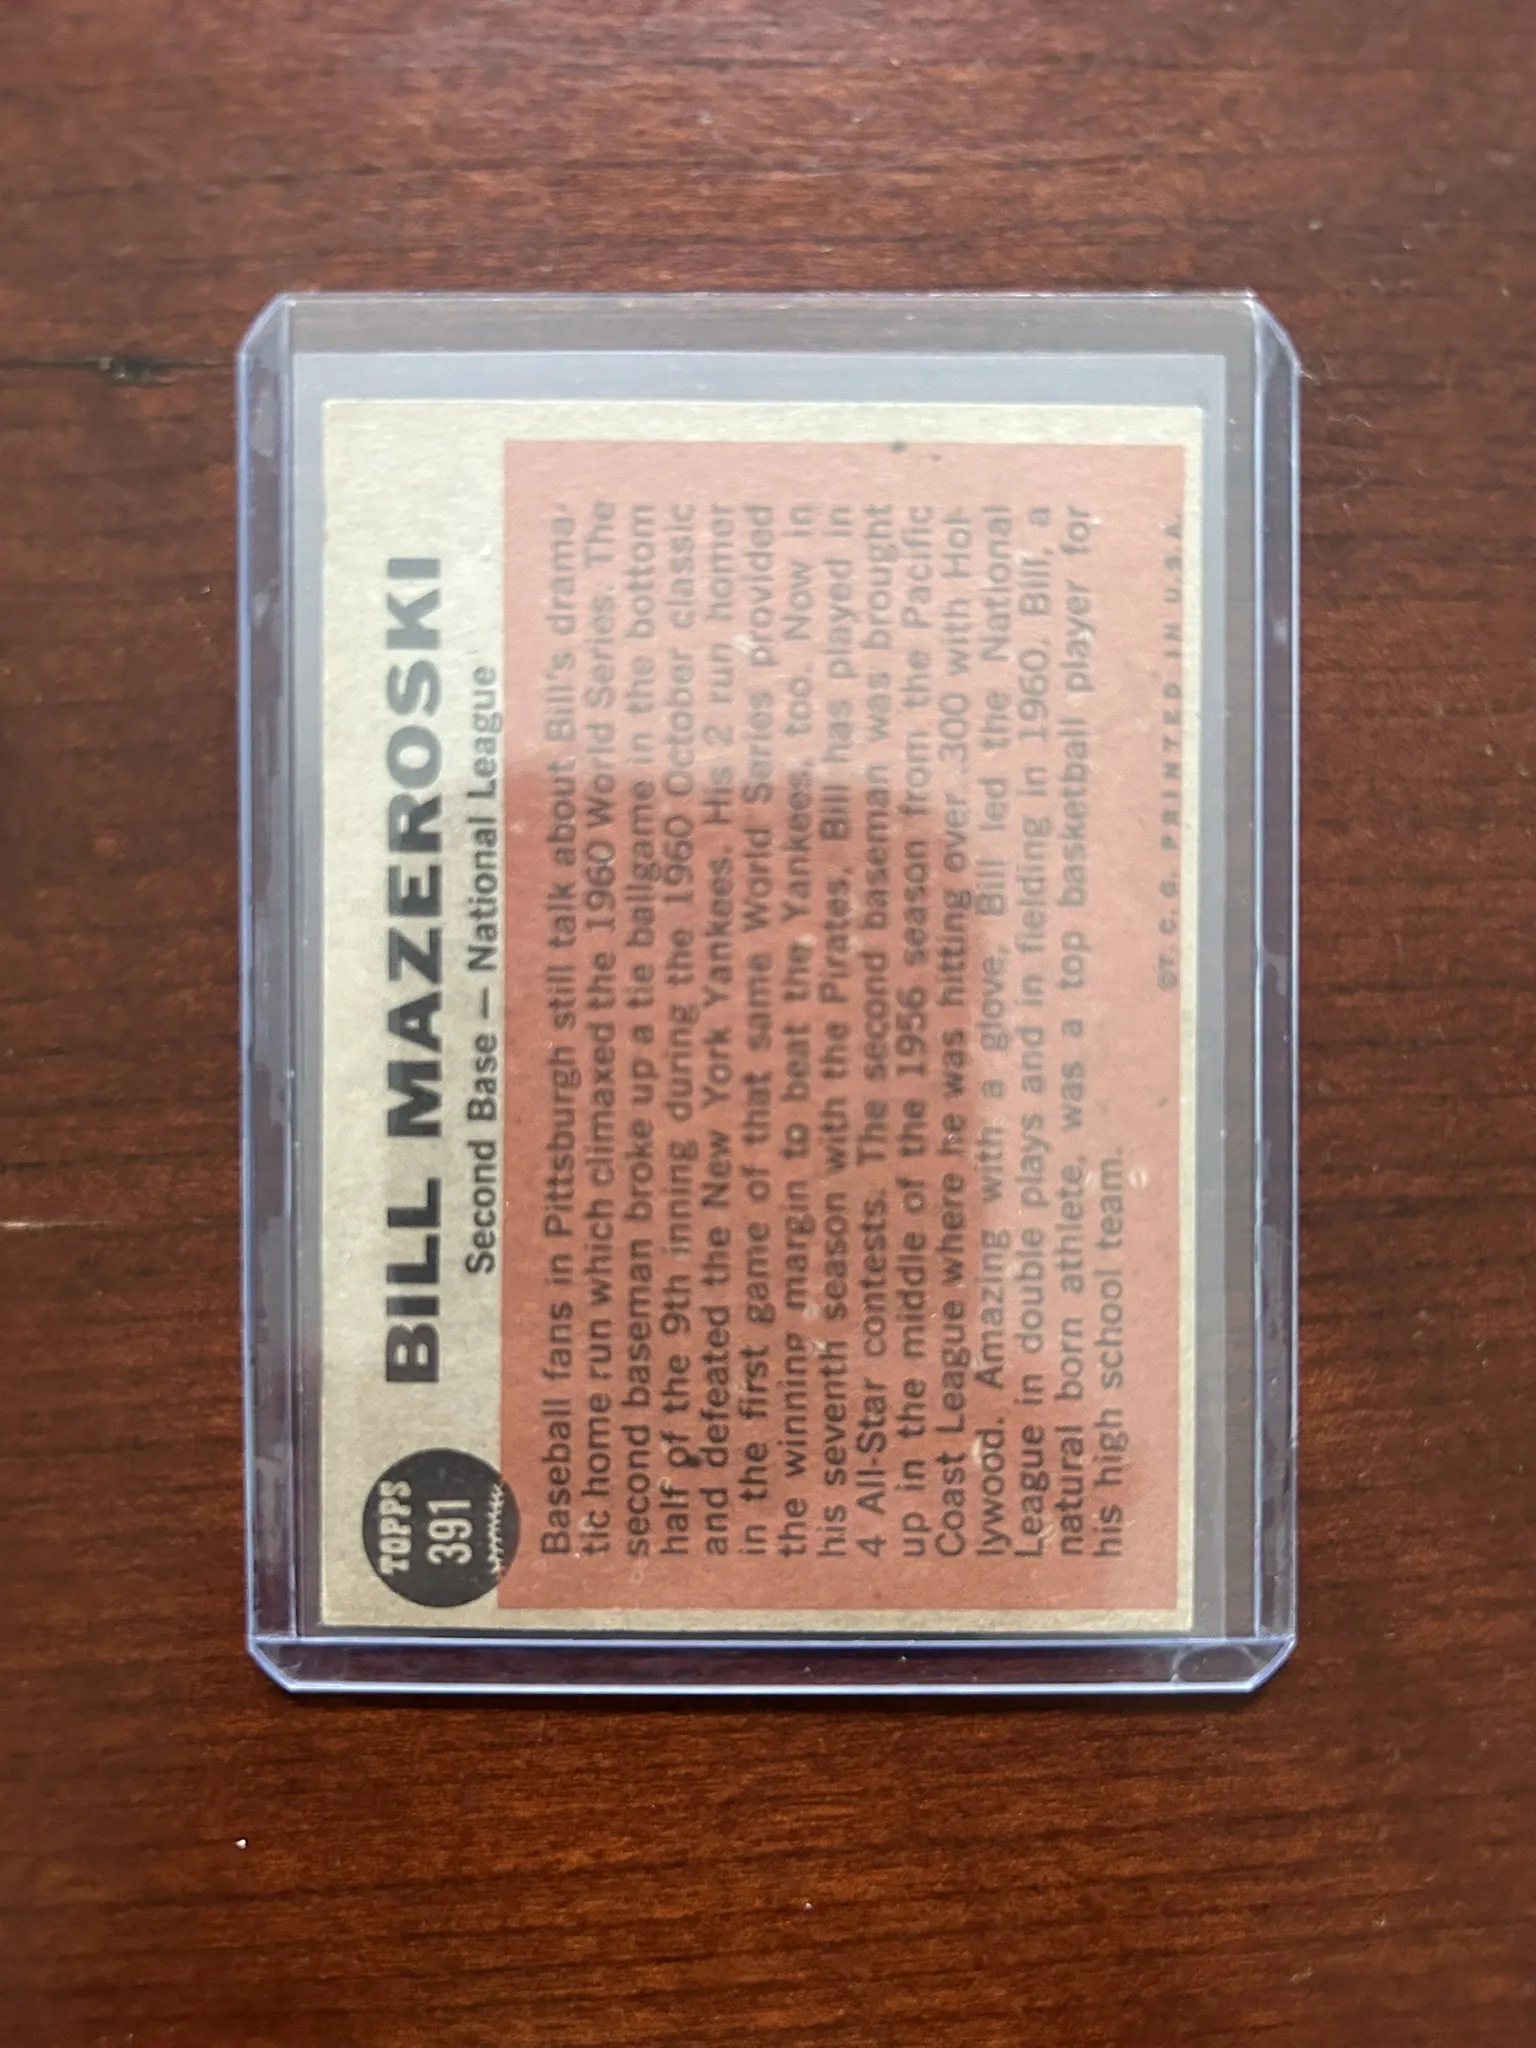 TOPPS
391
BILL MAZEROSKI
Second Base — National League
Baseball fans in Pittsburgh still talk about Bill's drama-
tic home run which climaxed the 1960 World Series. The
second baseman broke up a tie ballgame in the bottom
half of the 9th inning during the 1960 October classic
and defeated the New York Yankees. His 2 run homer
in the first game of that same World Series provided
the winning margin to beat the Yankees, too. Now in
his seventh season with the Pirates, Bill has played in
4 All-Star contests. The second baseman was brought
up in the middle of the 1956 season from the Pacific
Coast League where he was hitting over .300 with Hol-
lywood. Amazing with a glove, Bill led the National
League in double plays and in fielding in 1960. Bill, a
natural born athlete, was a top basketball player for
his high school team.
©T. C. G. PRINTED IN U.S.A.